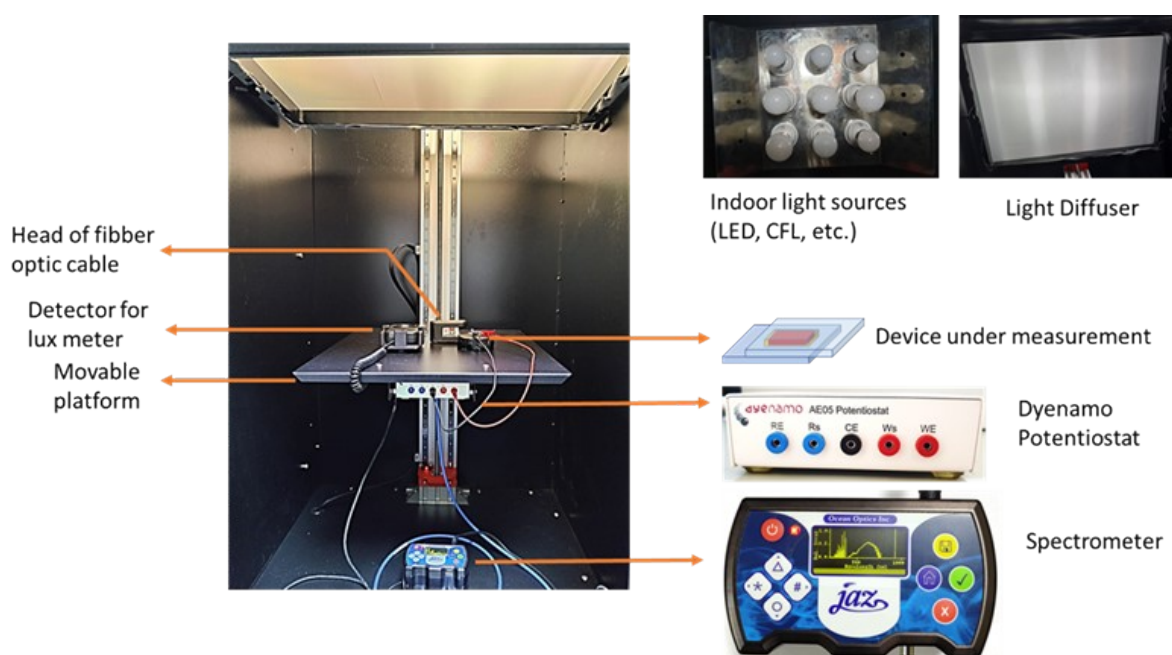 Head of fibber
optic cable
Detector for
lux meter
Movable
platform
Indoor light sources
(LED, CFL, etc.)
Light Diffuser
Device under measurement
dyenamo AE05 Potentiostat
RE Rs CE Ws WE
Dyenamo
Potentiostat
Ocean Optics Inc
jaz
Spectrometer